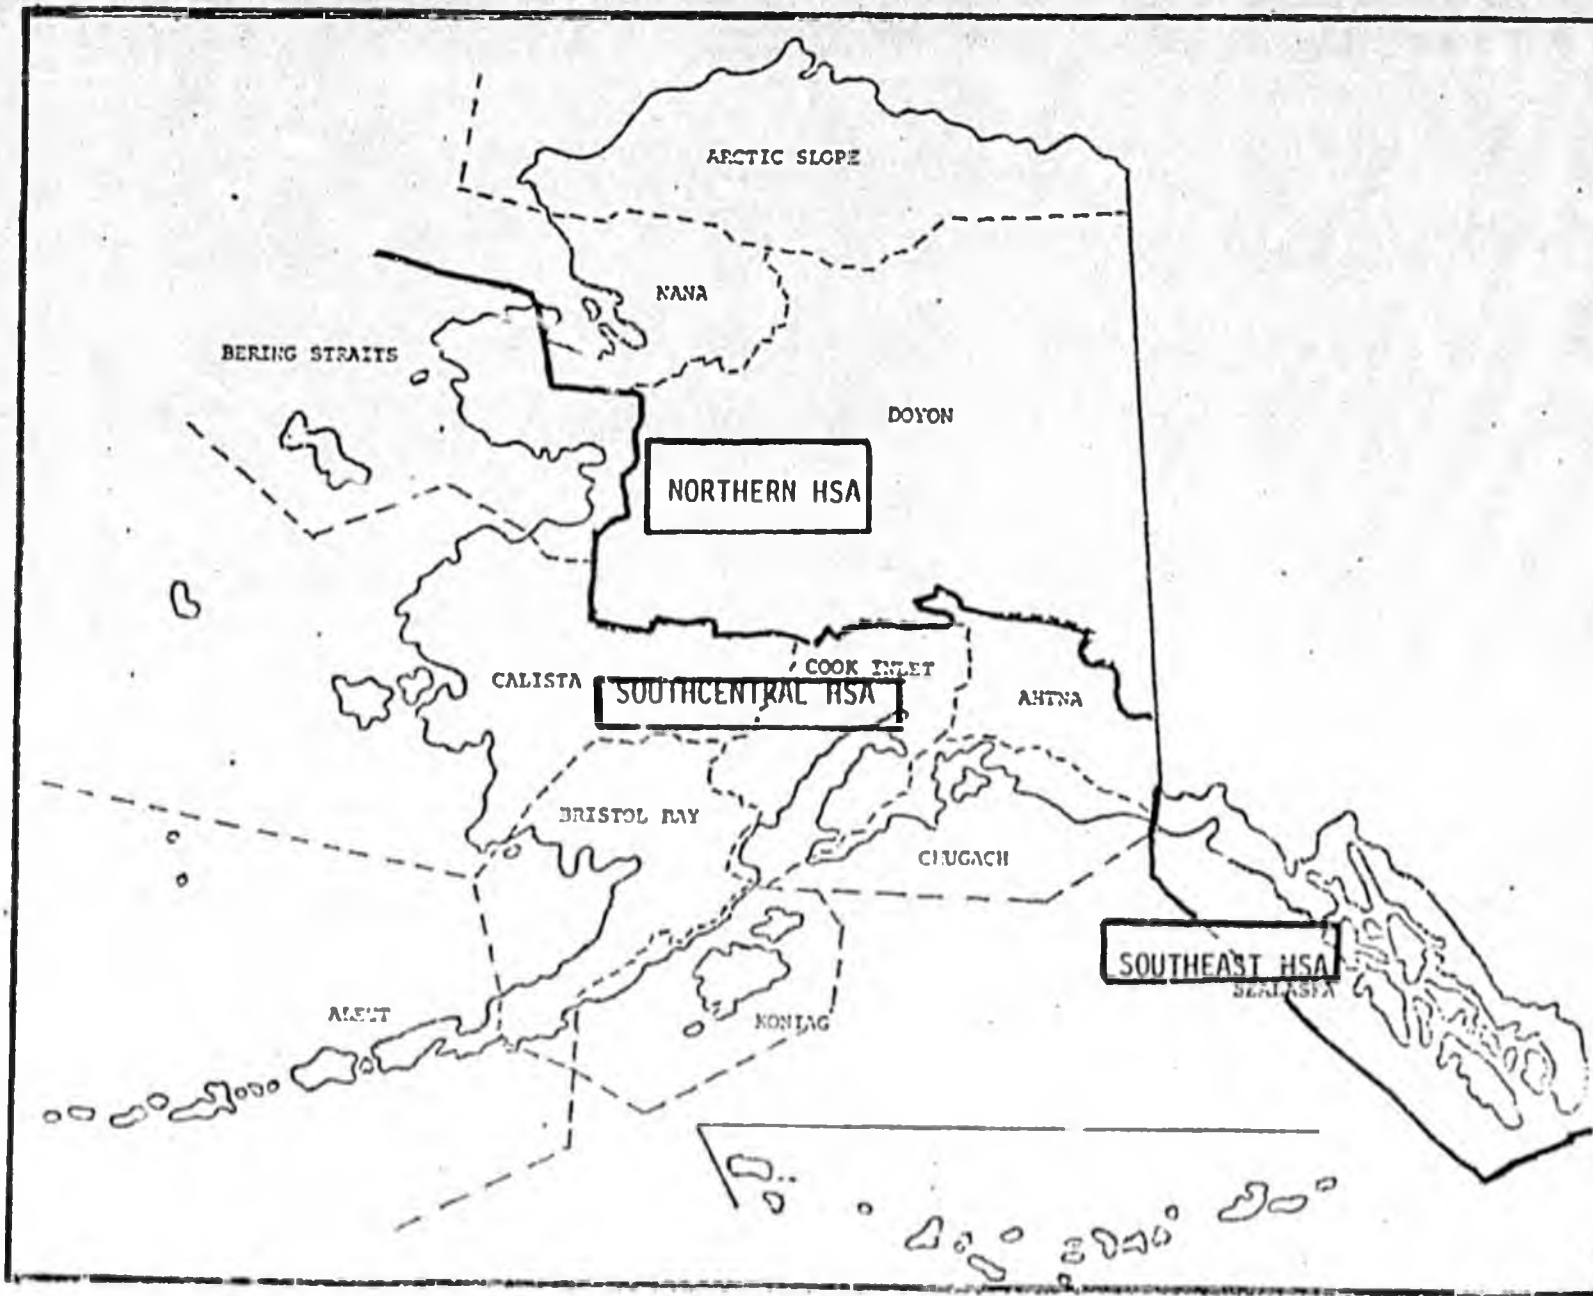 ARCTIC SLOPE
NANA
BERING STRAITS
DOYON
NORTHERN HSA
COOK INLET
CALISTA
SOUTHCENTRAL HSA
AHTNA
BRISTOL BAY
CHUGACH
SOUTHEAST HSA
SEALASKA
ALEUT
KONIAG